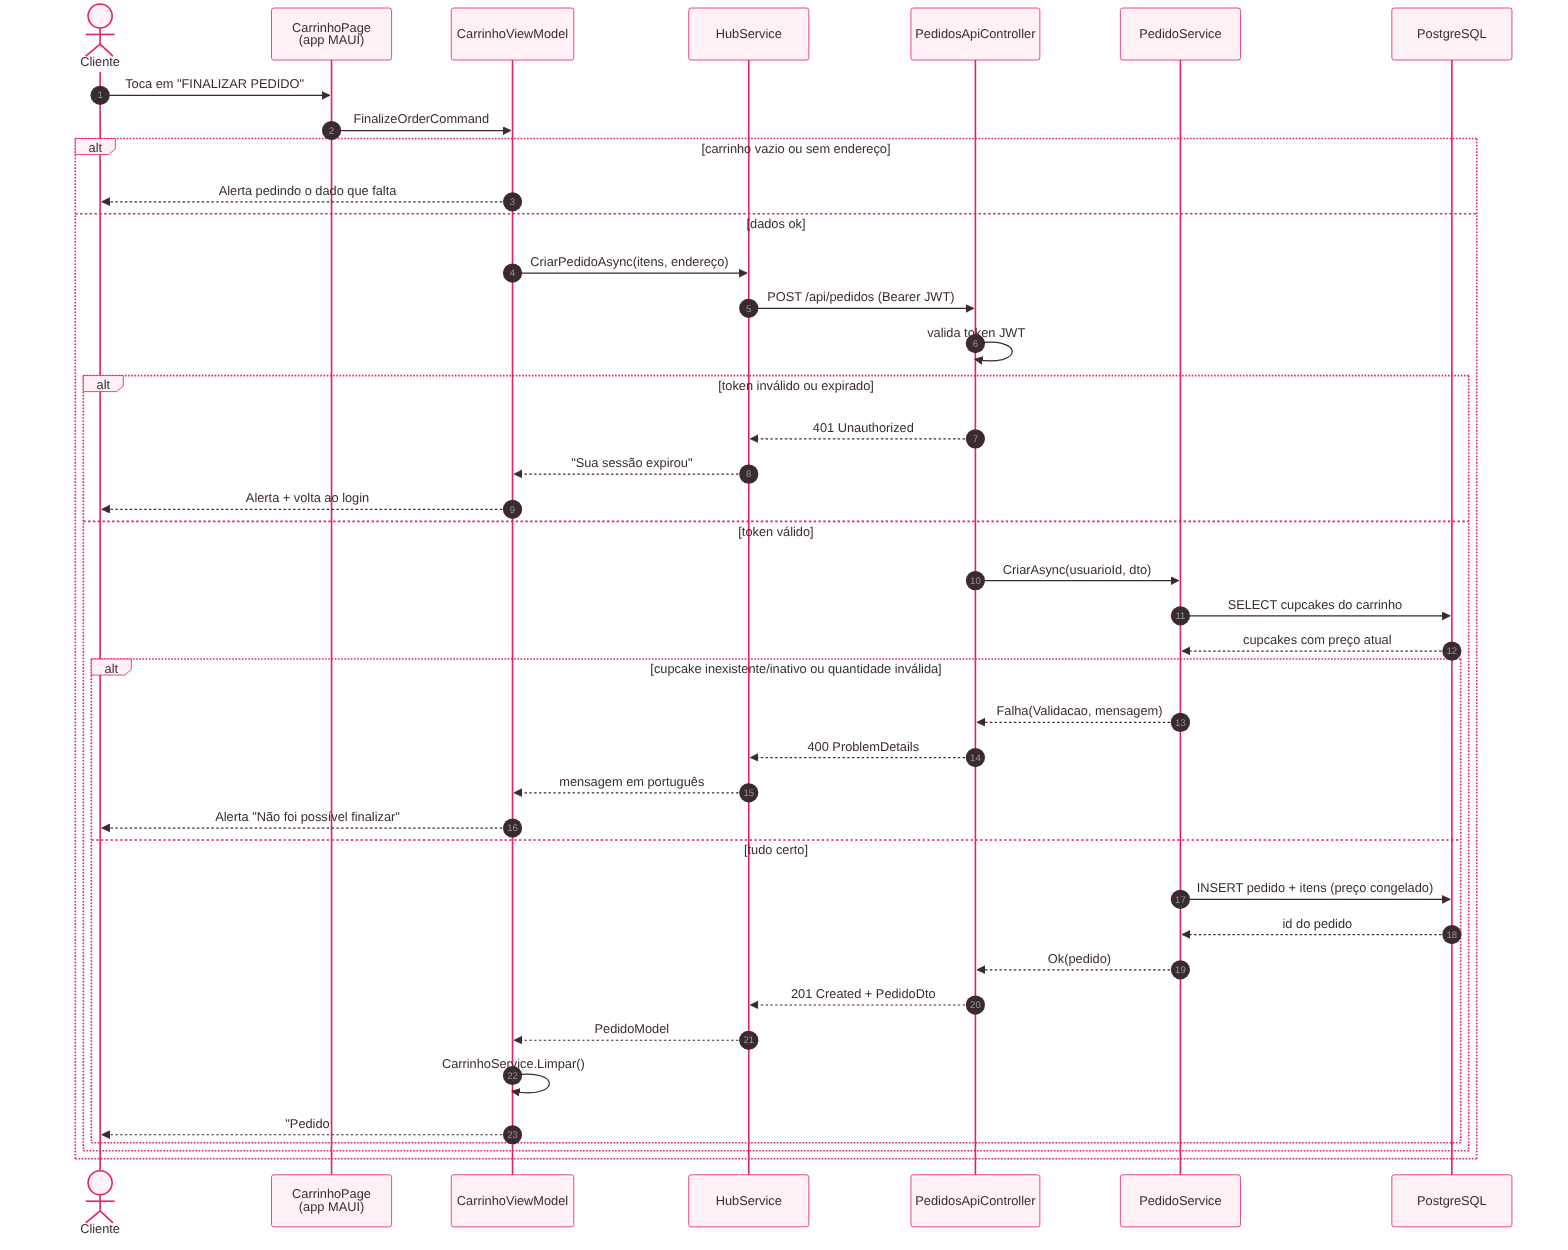 Cliente
CarrinhoPage
(app MAUI)
CarrinhoViewModel
HubService
PedidosApiController
PedidoService
PostgreSQL
1
Toca em "FINALIZAR PEDIDO"
2
FinalizeOrderCommand
alt
[carrinho vazio ou sem endereço]
Alerta pedindo o dado que falta
3
[dados ok]
4
CriarPedidoAsync(itens, endereço)
5
POST /api/pedidos (Bearer JWT)
valida token JWT
6
alt
[token inválido ou expirado]
401 Unauthorized
7
"Sua sessão expirou"
8
Alerta + volta ao login
9
[token válido]
10
CriarAsync(usuarioId, dto)
11
SELECT cupcakes do carrinho
cupcakes com preço atual
12
alt
[cupcake inexistente/inativo ou quantidade inválida]
Falha(Validacao, mensagem)
13
400 ProblemDetails
14
mensagem em português
15
Alerta "Não foi possível finalizar"
16
[tudo certo]
17
INSERT pedido + itens (preço congelado)
id do pedido
18
Ok(pedido)
19
201 Created + PedidoDto
20
PedidoModel
21
CarrinhoService.Limpar()
22
"Pedido
23
Cliente
CarrinhoPage
(app MAUI)
CarrinhoViewModel
HubService
PedidosApiController
PedidoService
PostgreSQL